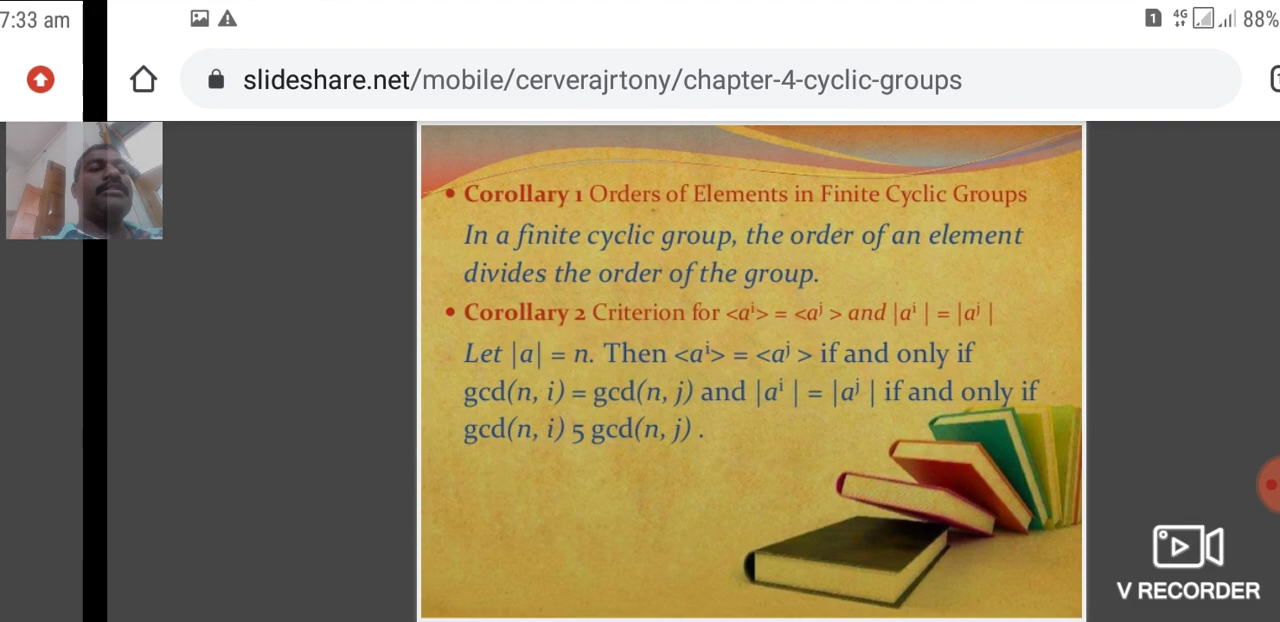 7:33 am
1 4G 88%
slideshare.net/mobile/cerverajrtony/chapter-4-cyclic-groups
• Corollary 1 Orders of Elements in Finite Cyclic Groups
In a finite cyclic group, the order of an element
divides the order of the group.
• Corollary 2 Criterion for <aⁱ> = <aʲ > and |aⁱ | = |aʲ |
Let |a| = n. Then <aⁱ> = <aʲ > if and only if
gcd(n, i) = gcd(n, j) and |aⁱ | = |aʲ | if and only if
gcd(n, i) 5 gcd(n, j) .
V RECORDER